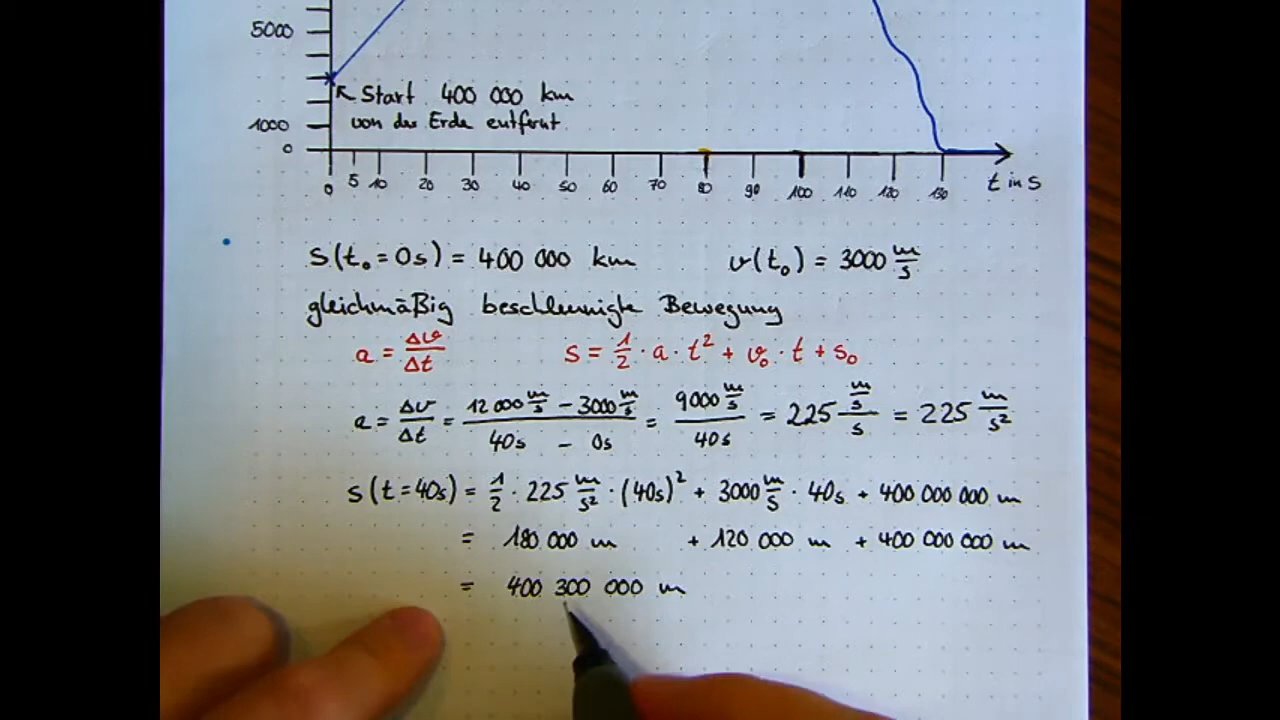 5000
↖ Start 400 000 km
von der Erde entfernt
1000
0
0 5 10 20 30 40 50 60 70 80 90 100 110 120 130
t in s
s(t₀=0s) = 400 000 km v(t₀) = 3000 m/s
gleichmäßig beschleunigte Bewegung
a = Δv/Δt s = 1/2 · a · t² + v₀ · t + s₀
a = Δv/Δt = (12 000 m/s − 3000 m/s)/(40s − 0s) = (9000 m/s)/(40s) = 225 (m/s)/s = 225 m/s²
s(t=40s) = 1/2 · 225 m/s² · (40s)² + 3000 m/s · 40s + 400 000 000 m
= 180 000 m + 120 000 m + 400 000 000 m
= 400 300 000 m